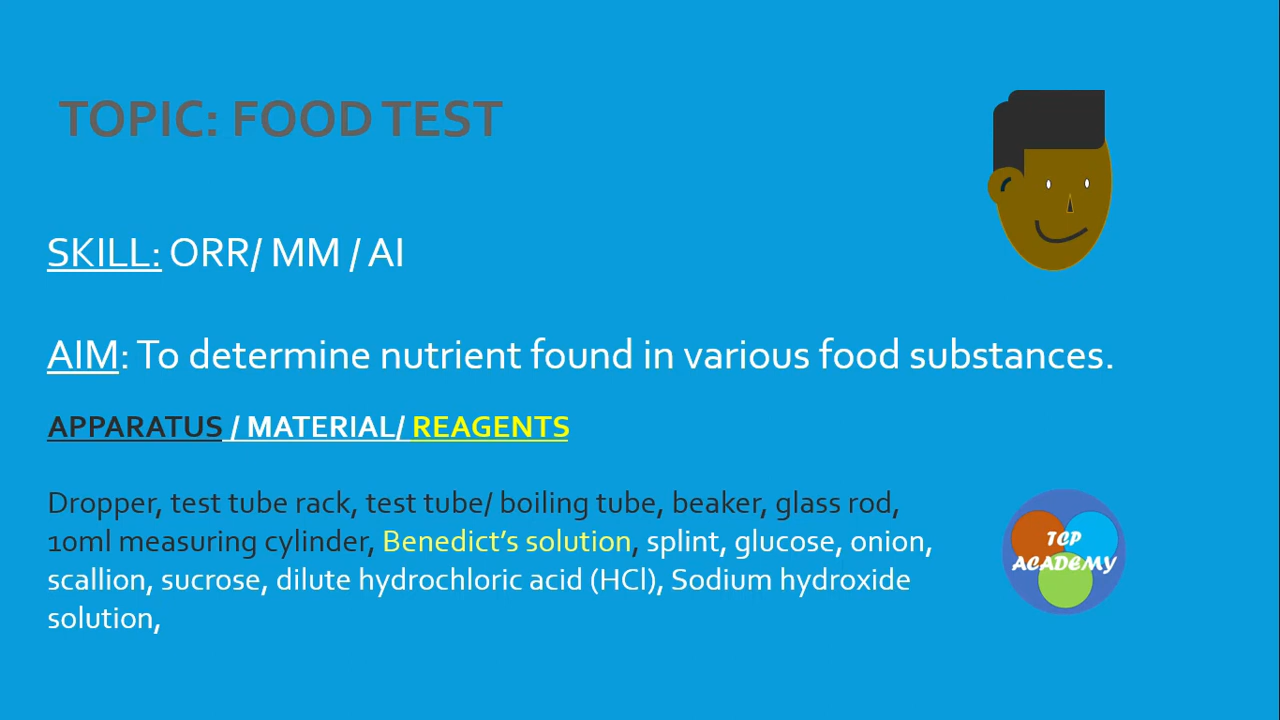 TOPIC: FOOD TEST
SKILL: ORR/ MM / AI
AIM: To determine nutrient found in various food substances.
APPARATUS / MATERIAL/ REAGENTS
Dropper, test tube rack, test tube/ boiling tube, beaker, glass rod,
10ml measuring cylinder, Benedict’s solution, splint, glucose, onion,
scallion, sucrose, dilute hydrochloric acid (HCl), Sodium hydroxide
solution,
TCP
ACADEMY